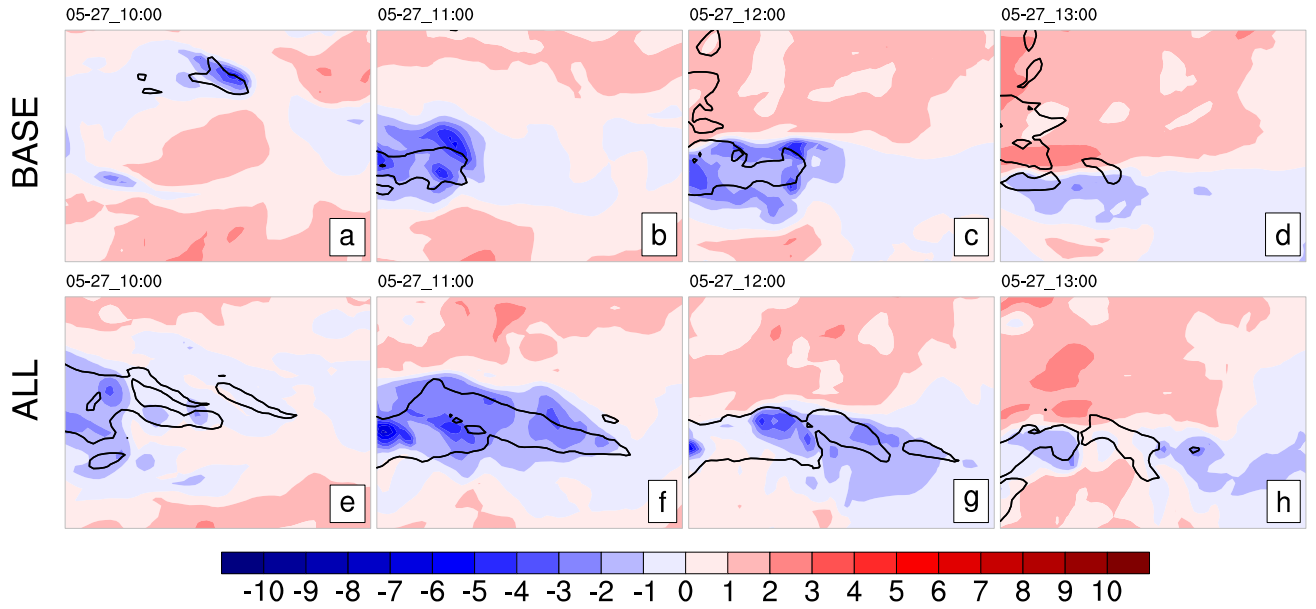 05-27_10:00 05-27_11:00 05-27_12:00 05-27_13:00
BASE
a b c d
05-27_10:00 05-27_11:00 05-27_12:00 05-27_13:00
ALL
e f g h
-10 -9 -8 -7 -6 -5 -4 -3 -2 -1 0 1 2 3 4 5 6 7 8 9 10